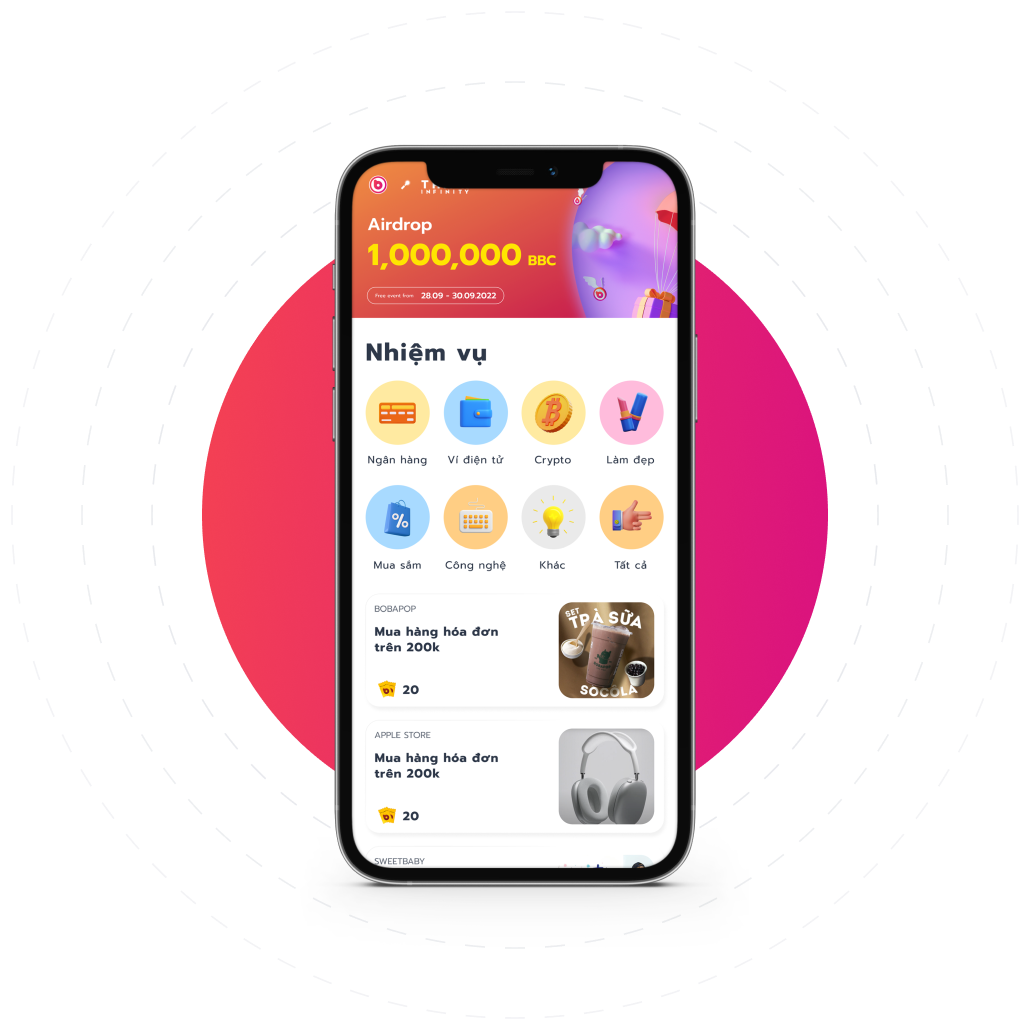 INFINITY
Airdrop
1,000,000 BBC
Free event from 28.09 - 30.09.2022
Nhiệm vụ
Ngân hàng
Ví điện tử
Crypto
Làm đẹp
%
Mua sắm
Công nghệ
Khác
Tất cả
BOBAPOP
Mua hàng hóa đơn
trên 200k
20
SET
TRÀ SỮA
SOCOLA
APPLE STORE
Mua hàng hóa đơn
trên 200k
20
SWEETBABY